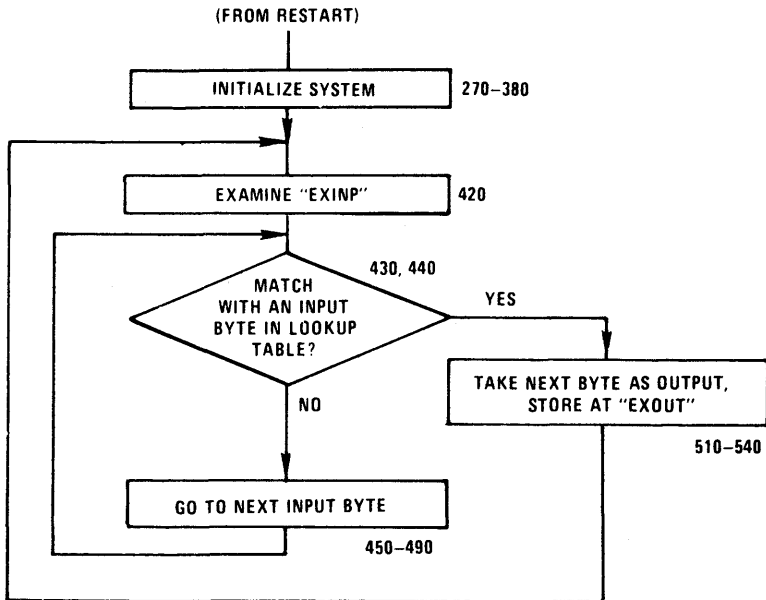 (FROM RESTART)
INITIALIZE SYSTEM
270–380
EXAMINE "EXINP"
420
430, 440
MATCH
WITH AN INPUT
BYTE IN LOOKUP
TABLE?
YES
TAKE NEXT BYTE AS OUTPUT,
STORE AT "EXOUT"
510–540
NO
GO TO NEXT INPUT BYTE
450–490